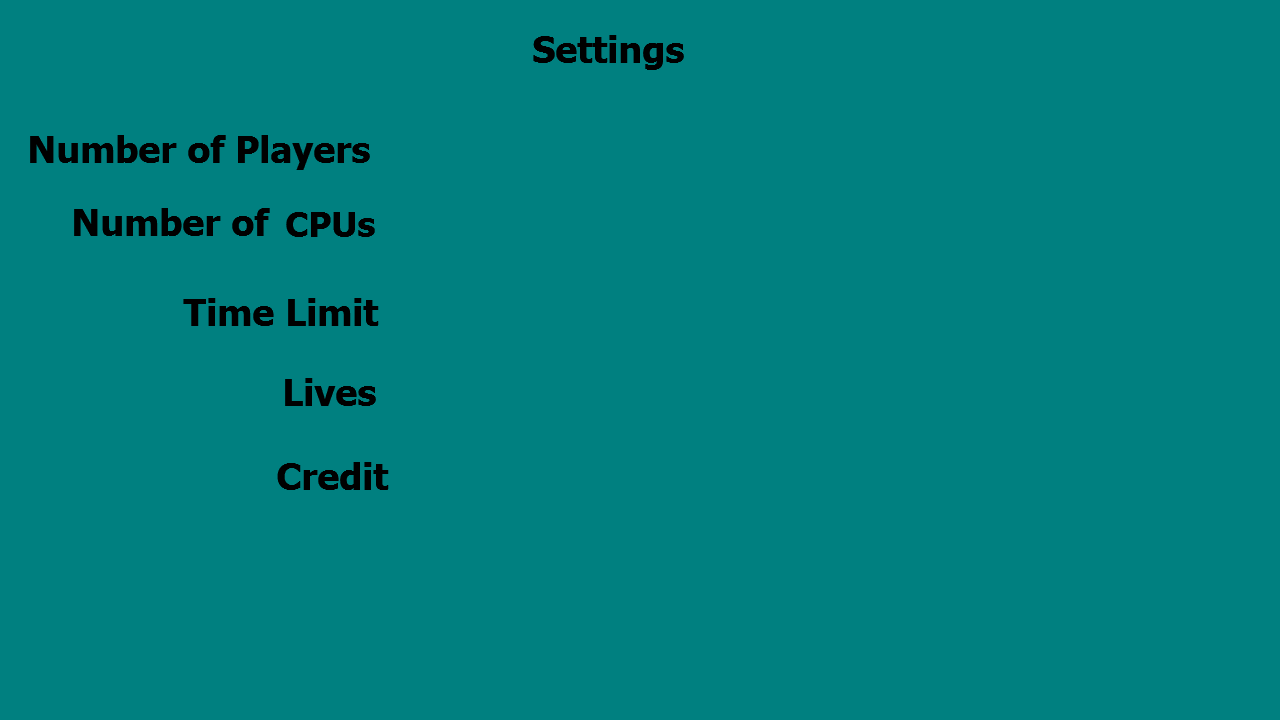 Settings
Number of Players
Number of CPUs
Time Limit
Lives
Credit